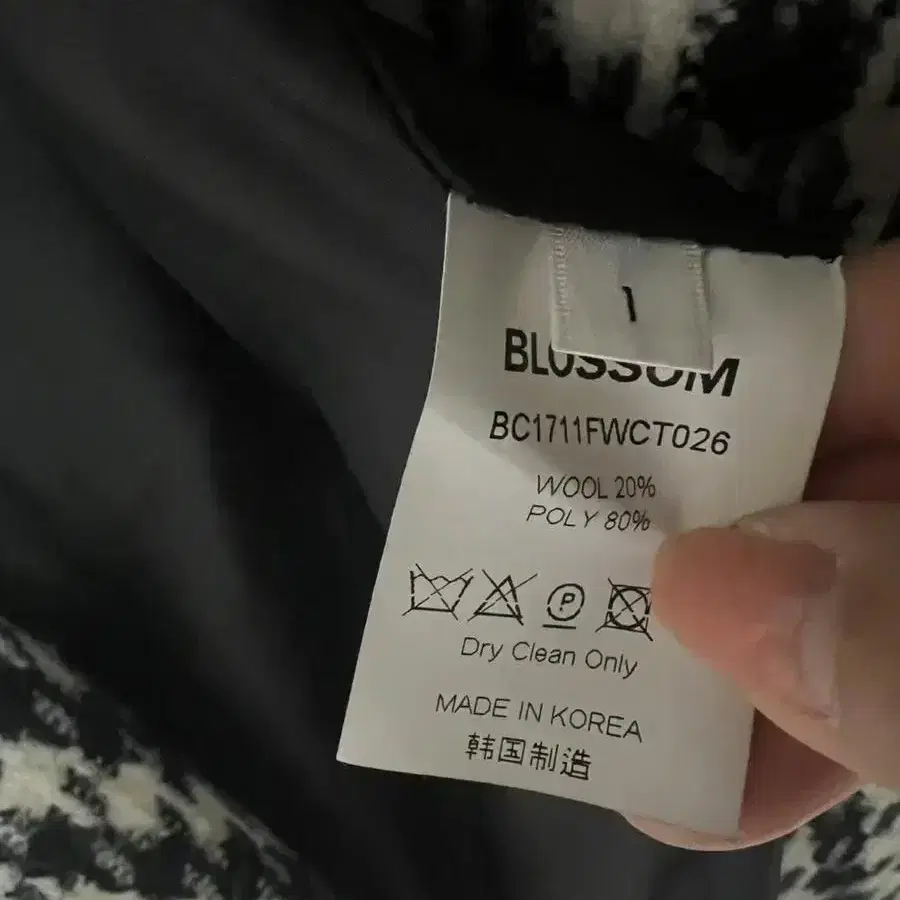 1
BLOSSOM
BC1711FWCT026
WOOL 20%
POLY 80%
P
Dry Clean Only
MADE IN KOREA
韩国制造